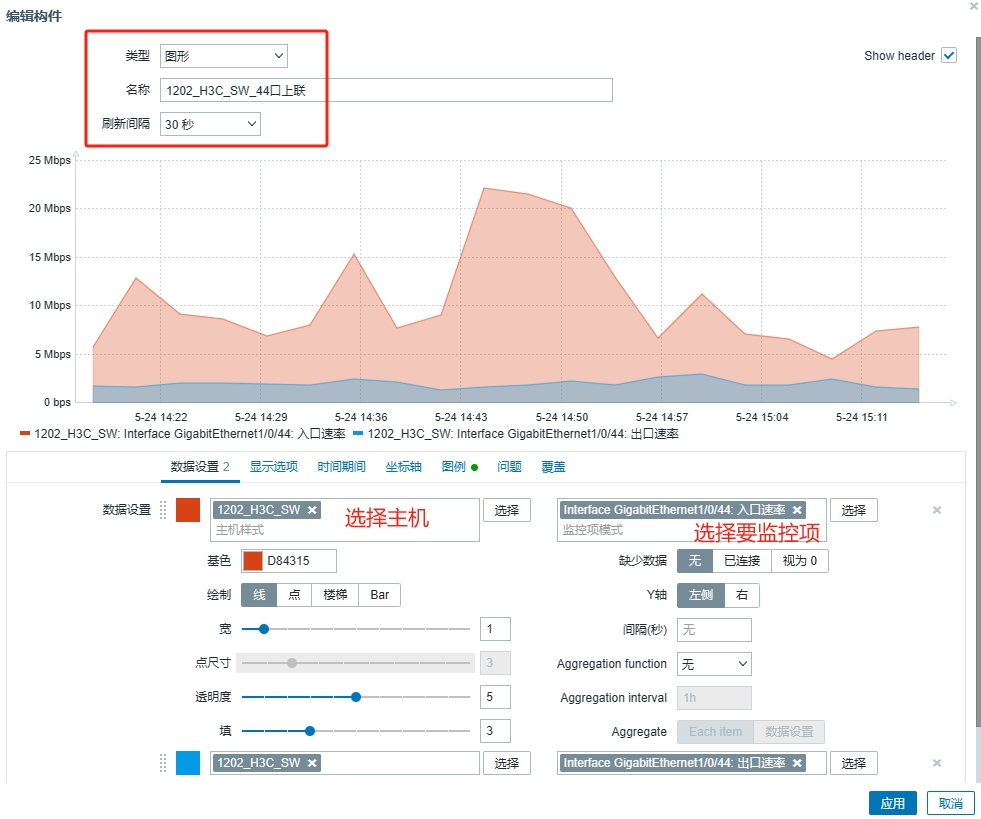 编辑构件
类型 图形
Show header
名称 1202_H3C_SW_44口上联
刷新间隔 30 秒
25 Mbps
20 Mbps
15 Mbps
10 Mbps
5 Mbps
0 bps
5-24 14:22 5-24 14:29 5-24 14:36 5-24 14:43 5-24 14:50 5-24 14:57 5-24 15:04 5-24 15:11
1202_H3C_SW: Interface GigabitEthernet1/0/44: 入口速率 1202_H3C_SW: Interface GigabitEthernet1/0/44: 出口速率
数据设置 2 显示选项 时间期间 坐标轴 图例 问题 覆盖
数据设置 1202_H3C_SW 选择 Interface GigabitEthernet1/0/44: 入口速率 选择
主机样式 选择主机 监控项模式 选择要监控项
基色 D84315 缺少数据 无 已连接 视为 0
绘制 线 点 楼梯 Bar Y轴 左侧 右
宽 1 间隔(秒) 无
点尺寸 3 Aggregation function 无
透明度 5 Aggregation interval 1h
填 3 Aggregate Each item 数据设置
1202_H3C_SW 选择 Interface GigabitEthernet1/0/44: 出口速率 选择
应用 取消